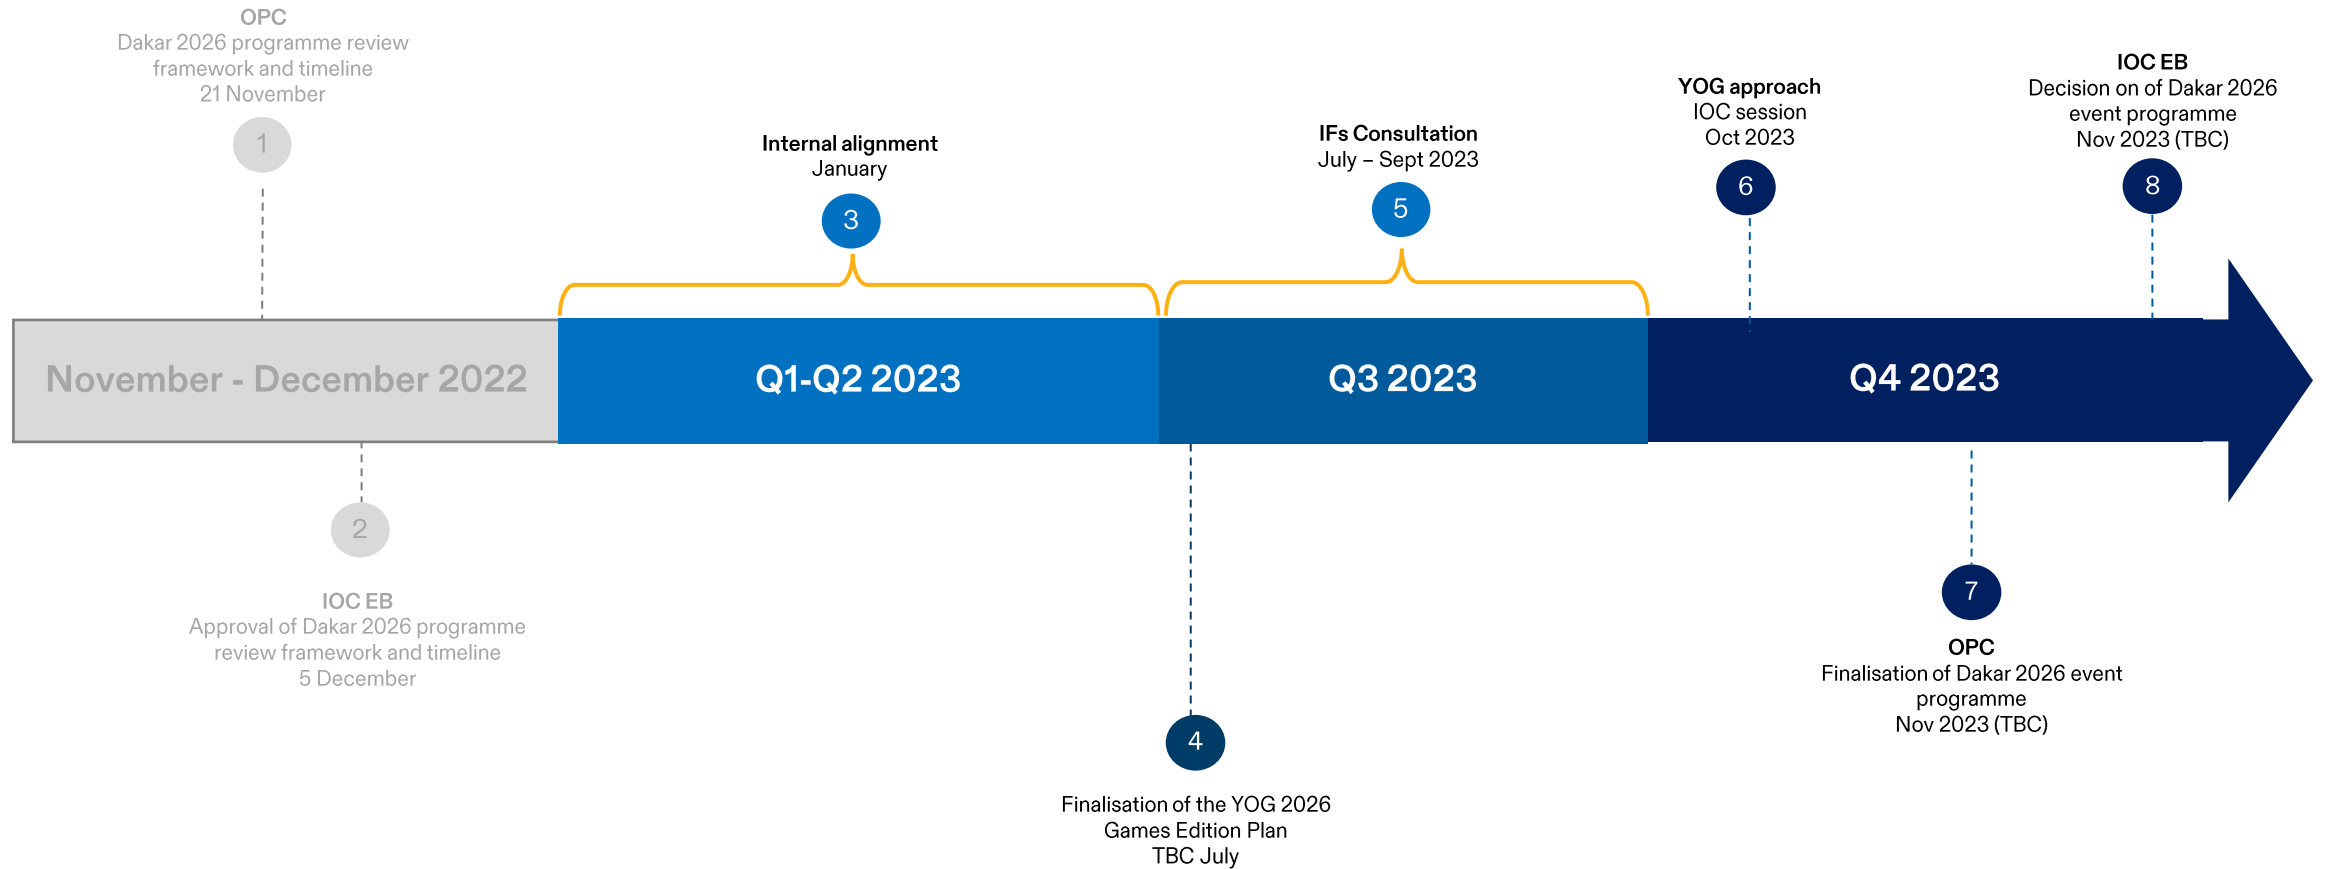 OPC
Dakar 2026 programme review
framework and timeline
21 November
1
Internal alignment
January
3
IFs Consultation
July – Sept 2023
5
YOG approach
IOC session
Oct 2023
6
IOC EB
Decision on of Dakar 2026
event programme
Nov 2023 (TBC)
8
November - December 2022
Q1-Q2 2023
Q3 2023
Q4 2023
2
IOC EB
Approval of Dakar 2026 programme
review framework and timeline
5 December
4
Finalisation of the YOG 2026
Games Edition Plan
TBC July
7
OPC
Finalisation of Dakar 2026 event
programme
Nov 2023 (TBC)